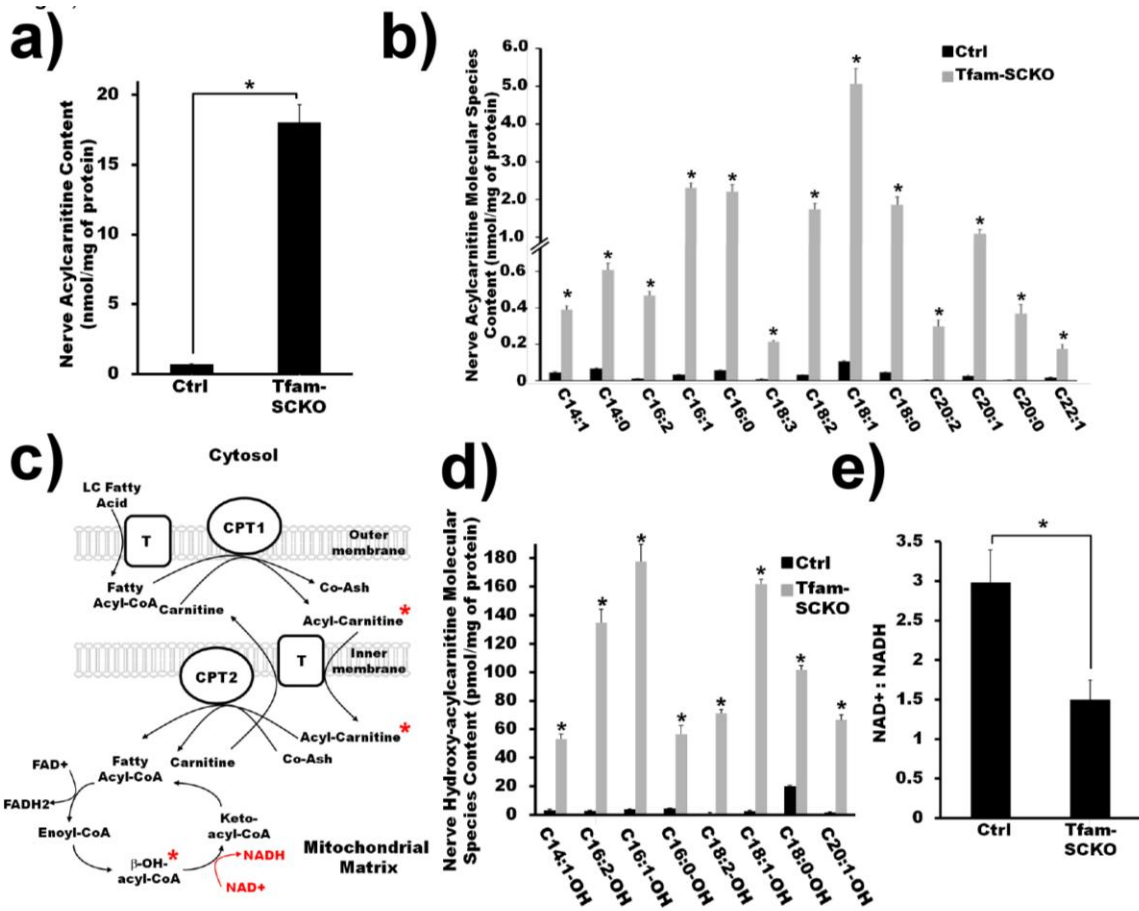 a)
*
Nerve Acylcarnitine Content
(nmol/mg of protein)
20
15
10
5
0
Ctrl
Tfam-
SCKO
b)
Nerve Acylcarnitine Molecular Species
Content (nmol/mg of protein)
6.0
5.0
4.0
3.0
2.0
1.0
0.6
0.4
0.2
0
Ctrl
Tfam-SCKO
* * * * * * * * * * * * *
C14:1
C14:0
C16:2
C16:1
C16:0
C18:3
C18:2
C18:1
C18:0
C20:2
C20:1
C20:0
C22:1
c)
Cytosol
LC Fatty
Acid
T
CPT1
Outer
membrane
Fatty
Acyl-CoA
Carnitine
Co-Ash
Acyl-Carnitine*
T
Inner
membrane
CPT2
Acyl-Carnitine*
Fatty
Acyl-CoA
Carnitine
Co-Ash
FAD+
FADH2
Enoyl-CoA
β-OH-*
acyl-CoA
Keto-
acyl-CoA
NADH
NAD+
Mitochondrial
Matrix
d)
Nerve Hydroxy-acylcarnitine Molecular
Species Content (pmol/mg of protein)
180
160
140
120
100
80
60
40
20
0
Ctrl
Tfam-
SCKO
* * * * * * * *
C14:1-OH
C16:2-OH
C16:1-OH
C16:0-OH
C18:2-OH
C18:1-OH
C18:0-OH
C20:1-OH
e)
*
NAD+ : NADH
3.5
3
2.5
2
1.5
1
0.5
0
Ctrl
Tfam-
SCKO